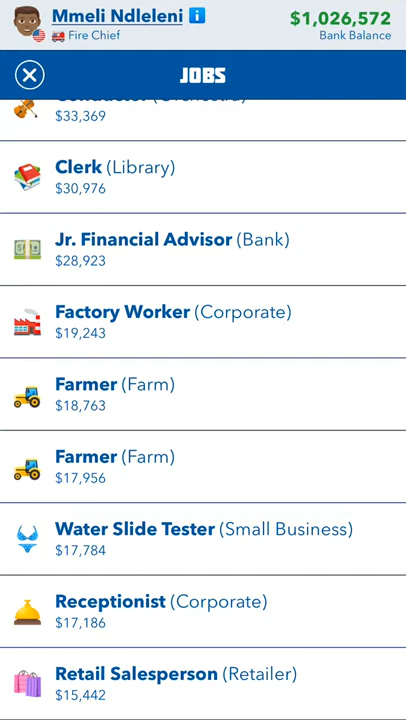 Mmeli Ndleleni
$1,026,572
Fire Chief
Bank Balance
JOBS
Conductor (Orchestra)
$33,369
Clerk (Library)
$30,976
Jr. Financial Advisor (Bank)
$28,923
Factory Worker (Corporate)
$19,243
Farmer (Farm)
$18,763
Farmer (Farm)
$17,956
Water Slide Tester (Small Business)
$17,784
Receptionist (Corporate)
$17,186
Retail Salesperson (Retailer)
$15,442